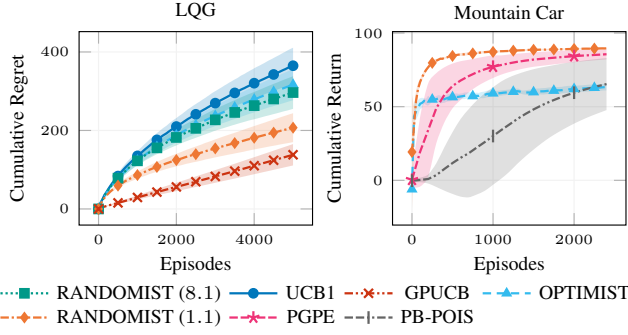 LQG
Mountain Car
Cumulative Regret
400
200
0
0
2000
4000
Episodes
Cumulative Return
100
50
0
0
1000
2000
Episodes
RANDOMIST (8.1)
UCB1
GPUCB
OPTIMIST
RANDOMIST (1.1)
PGPE
PB-POIS